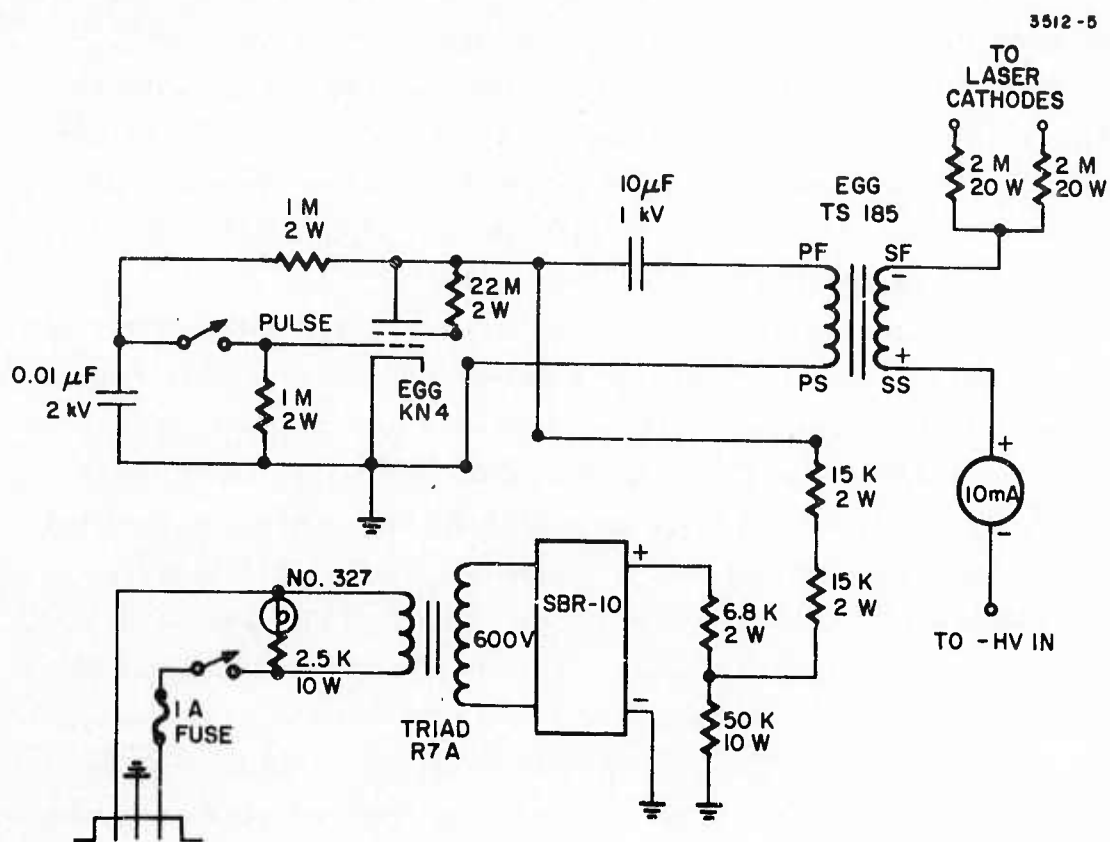 3512-5
TO
LASER
CATHODES
2 M
20 W
2 M
20 W
10μF
1 kV
EGG
TS 185
1 M
2 W
PF
SF
−
22 M
2 W
PULSE
0.01 μF
2 kV
1 M
2 W
EGG
KN4
PS
+
SS
15 K
2 W
+
10mA
−
NO. 327
2.5 K
10 W
600V
SBR-10
+
−
6.8 K
2 W
15 K
2 W
TO -HV IN
1 A
FUSE
TRIAD
R7A
50 K
10 W